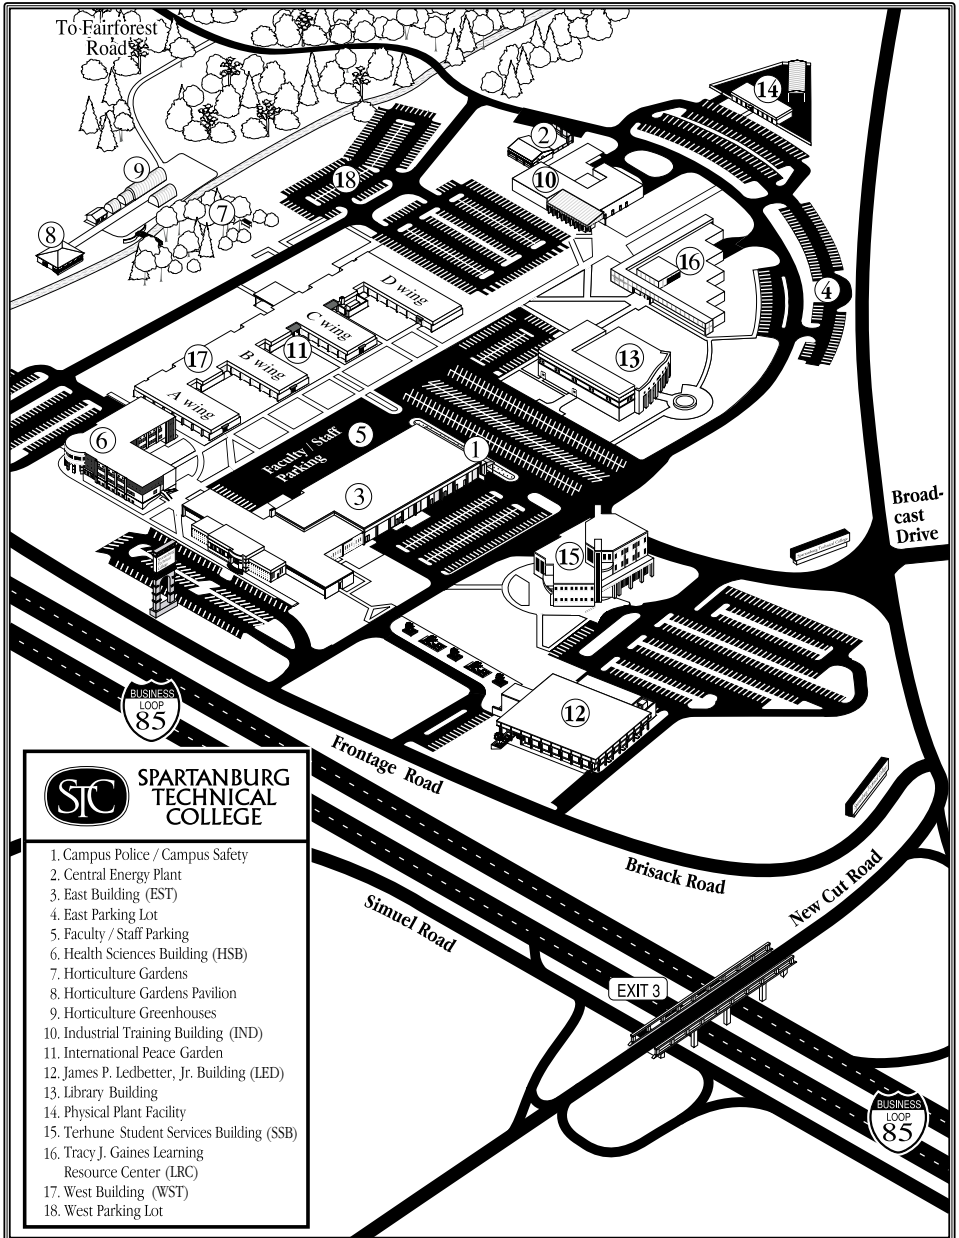 To Fairforest
Road
14
2
18
10
9
7
8
16
4
D wing
C wing
11
B wing
17
A wing
13
6
5
Faculty / Staff
Parking
1
3
Broad-
cast
Drive
15
12
BUSINESS
LOOP
85
Frontage Road
Brisack Road
New Cut Road
Simuel Road
EXIT 3
BUSINESS
LOOP
85
STC
SPARTANBURG
TECHNICAL
COLLEGE
1. Campus Police / Campus Safety
2. Central Energy Plant
3. East Building (EST)
4. East Parking Lot
5. Faculty / Staff Parking
6. Health Sciences Building (HSB)
7. Horticulture Gardens
8. Horticulture Gardens Pavilion
9. Horticulture Greenhouses
10. Industrial Training Building (IND)
11. International Peace Garden
12. James P. Ledbetter, Jr. Building (LED)
13. Library Building
14. Physical Plant Facility
15. Terhune Student Services Building (SSB)
16. Tracy J. Gaines Learning
Resource Center (LRC)
17. West Building (WST)
18. West Parking Lot